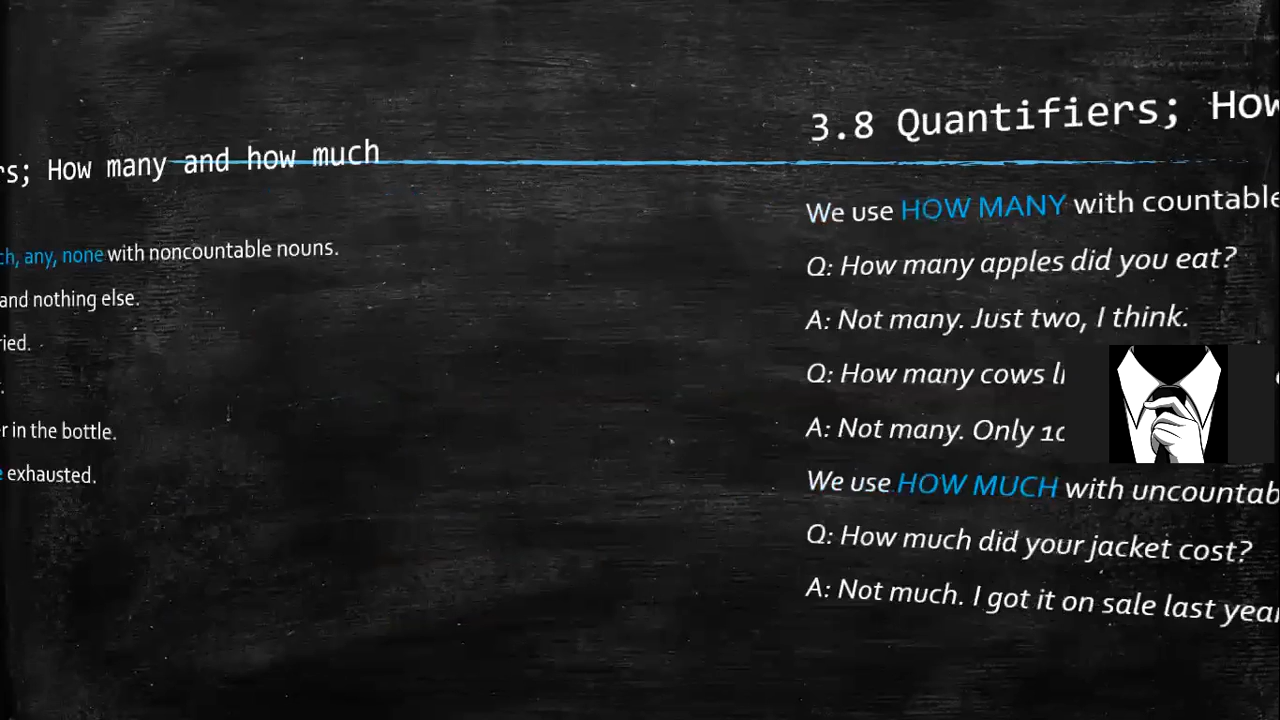 ; How many and how much
any, none with noncountable nouns.
and nothing else.
in the bottle.
exhausted.
3.8 Quantifiers; How
We use HOW MANY with countable
Q: How many apples did you eat?
A: Not many. Just two, I think.
Q: How many cows
A: Not many. Only
We use HOW MUCH with
Q: How much did your jacket cost?
A: Not much. I got it on sale last